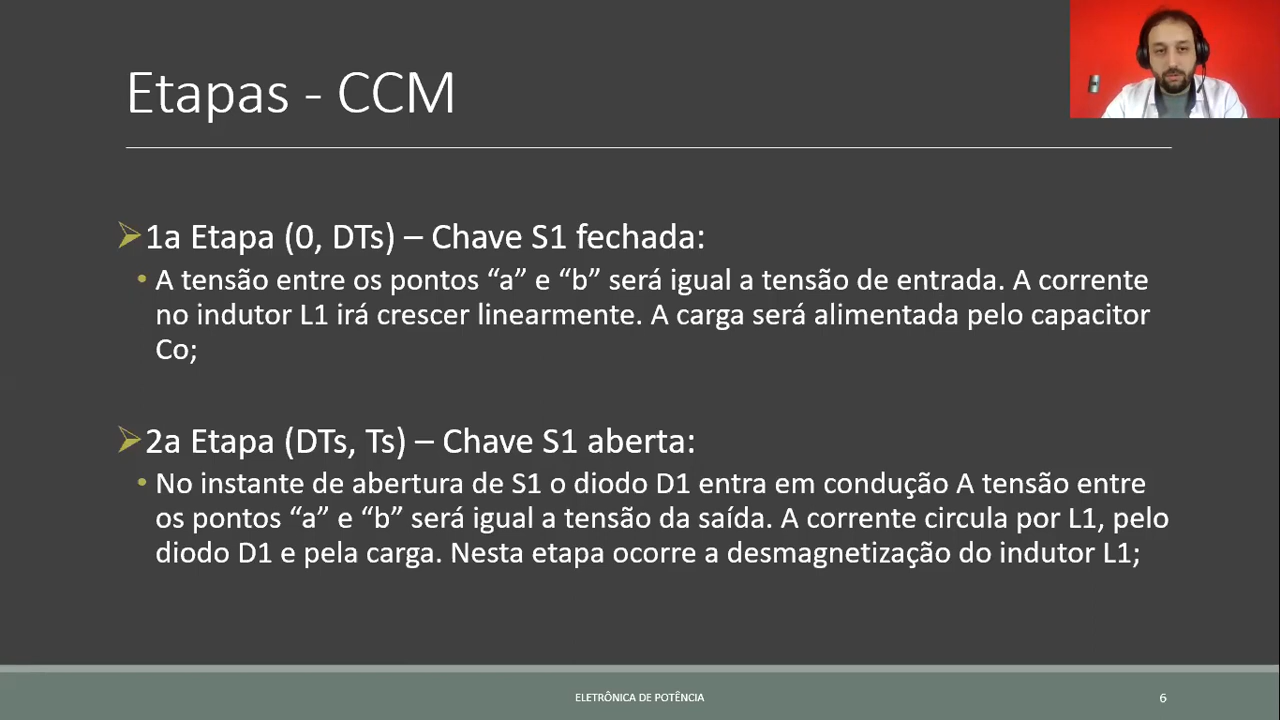 Etapas - CCM
1a Etapa (0, DTs) – Chave S1 fechada:
• A tensão entre os pontos “a” e “b” será igual a tensão de entrada. A corrente
no indutor L1 irá crescer linearmente. A carga será alimentada pelo capacitor
Co;
2a Etapa (DTs, Ts) – Chave S1 aberta:
• No instante de abertura de S1 o diodo D1 entra em condução A tensão entre
os pontos “a” e “b” será igual a tensão da saída. A corrente circula por L1, pelo
diodo D1 e pela carga. Nesta etapa ocorre a desmagnetização do indutor L1;
ELETRÔNICA DE POTÊNCIA
6